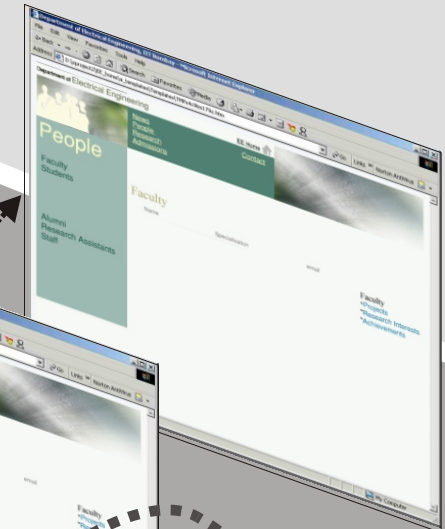 Department of Electrical Engineering, IIT Bombay - Microsoft Internet Explorer
File Edit View Favorites Tools Help
Back Search Favorites Media
Address
Go Links Norton AntiVirus
Department of Electrical Engineering
EE Home
People
News
People
Research
Admissions
Contact
Faculty
Students
Alumni
Research Assistants
Staff
Faculty
Name
Specialisation
email
Faculty
*Projects
*Research Interests
*Achievements
My Computer
Go Links Norton AntiVirus
email
Faculty